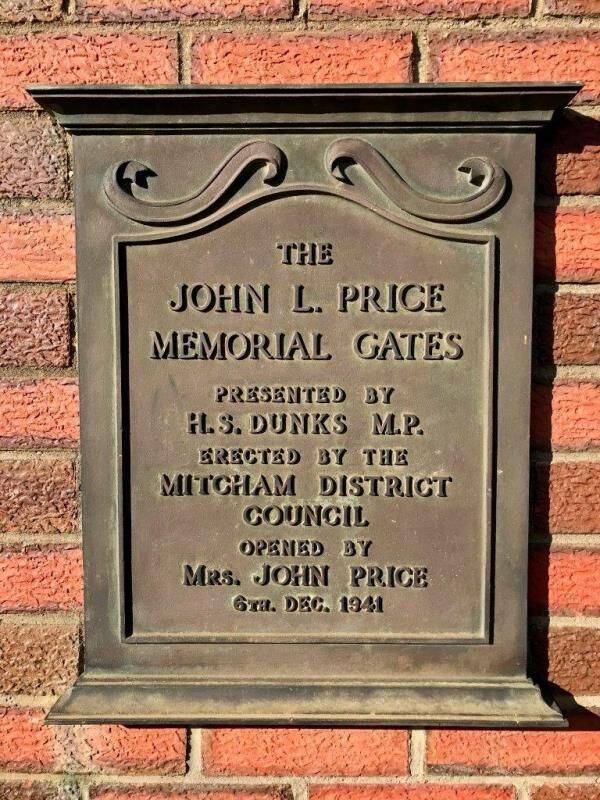 THE
JOHN L. PRICE
MEMORIAL GATES
PRESENTED BY
H.S. DUNKS M.P.
ERECTED BY THE
MITCHAM DISTRICT
COUNCIL
OPENED BY
MRS. JOHN PRICE
6TH. DEC. 1941